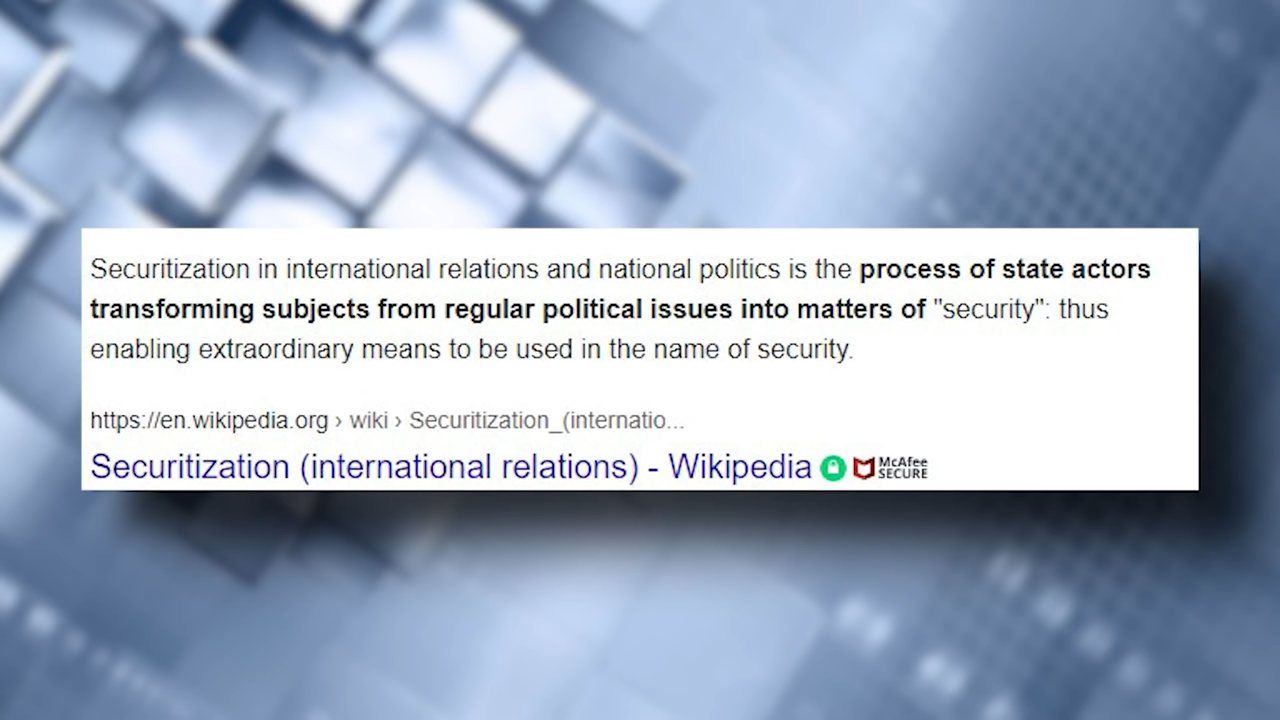 Securitization in international relations and national politics is the process of state actors
transforming subjects from regular political issues into matters of "security": thus
enabling extraordinary means to be used in the name of security.
https://en.wikipedia.org › wiki › Securitization_(internatio...
Securitization (international relations) - Wikipedia McAfee
SECURE